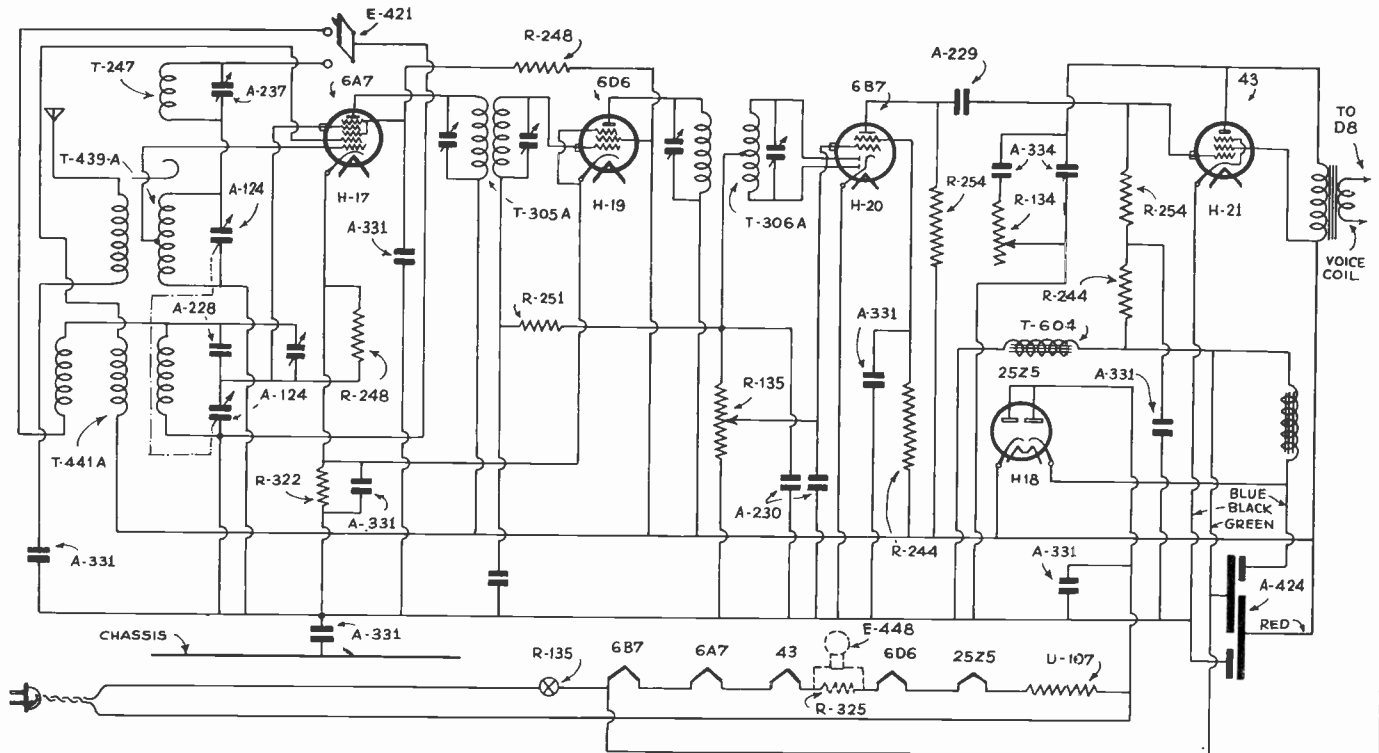 E-421
R-248
A-229
T-247
6A7
6D6
6B7
43
A-237
TO
D8
T-439-A
A-334
A-124
H-17
T-305A
H-19
T-306A
H-20
R-254
R-134
R-254
H-21
A-331
VOICE
COIL
A-228
R-251
A-331
R-244
T-604
25Z5
R-248
A-124
R-135
A-331
T-441A
R-322
H18
A-331
A-230
BLUE
BLACK
GREEN
R-244
A-331
A-331
A-424
CHASSIS
A-331
E-448
RED
R-135
6B7
6A7
43
6D6
25Z5
U-107
R-325